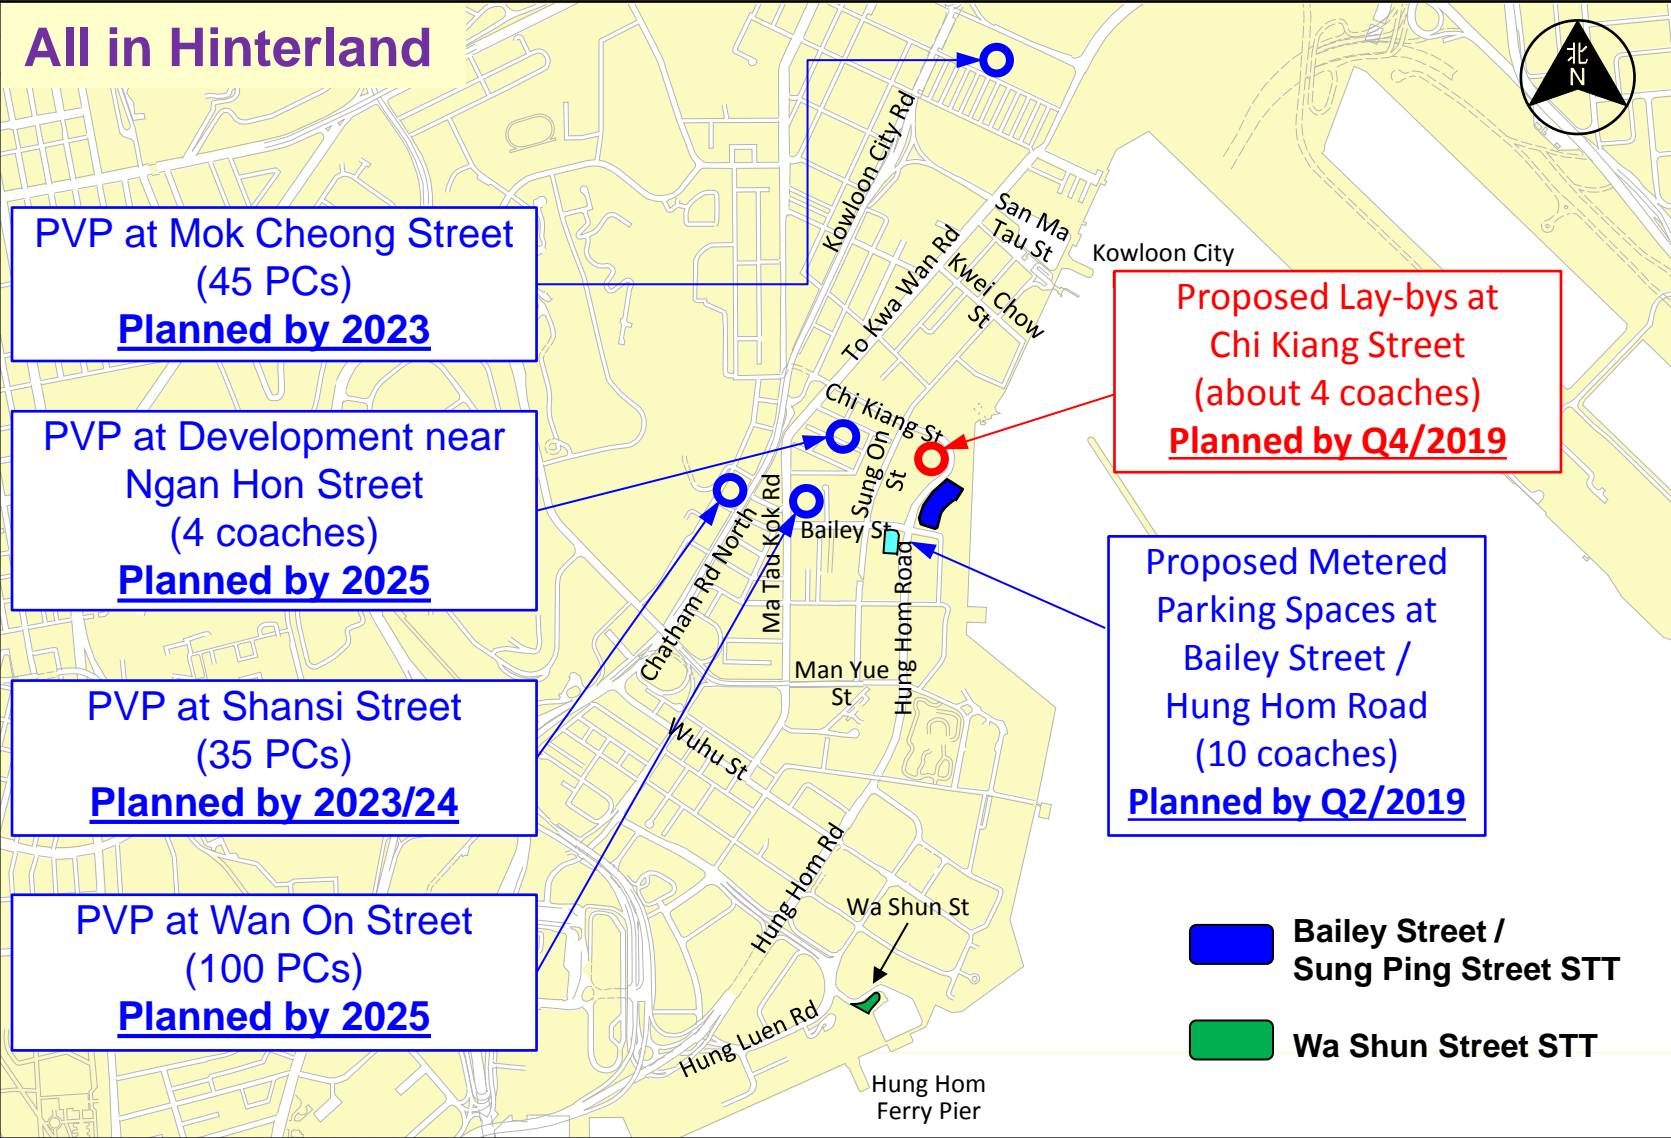 All in Hinterland
北
N
PVP at Mok Cheong Street
(45 PCs)
Planned by 2023
PVP at Development near
Ngan Hon Street
(4 coaches)
Planned by 2025
PVP at Shansi Street
(35 PCs)
Planned by 2023/24
PVP at Wan On Street
(100 PCs)
Planned by 2025
Kowloon City Rd
San Ma
Tau St
Kowloon City
To Kwa Wan Rd
Kwei Chow
St
Chi Kiang St
Sung On
St
Ma Tau Kok Rd
Bailey St
Chatham Rd North
Hung Hom Road
Man Yue
St
Wuhu St
Hung Hom Rd
Wa Shun St
Hung Luen Rd
Hung Hom
Ferry Pier
Proposed Lay-bys at
Chi Kiang Street
(about 4 coaches)
Planned by Q4/2019
Proposed Metered
Parking Spaces at
Bailey Street /
Hung Hom Road
(10 coaches)
Planned by Q2/2019
Bailey Street /
Sung Ping Street STT
Wa Shun Street STT